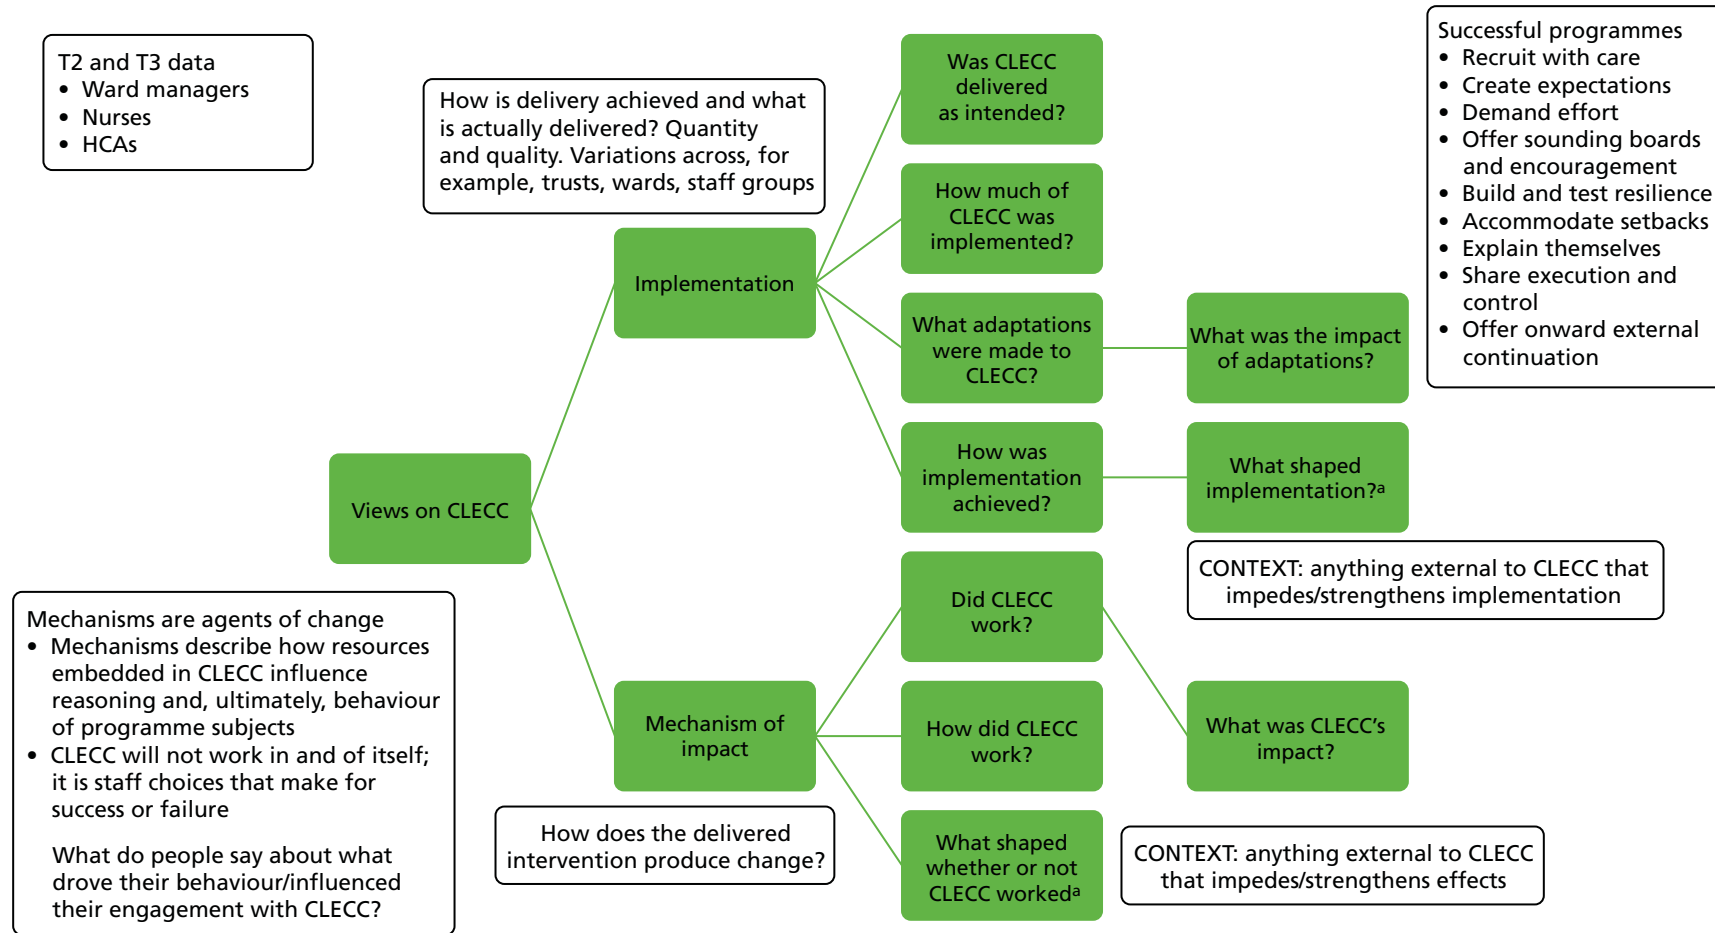 T2 and T3 data
• Ward managers
• Nurses
• HCAs
How is delivery achieved and what
is actually delivered? Quantity
and quality. Variations across, for
example, trusts, wards, staff groups
Was CLECC
delivered
as intended?
Successful programmes
• Recruit with care
• Create expectations
• Demand effort
• Offer sounding boards
and encouragement
• Build and test resilience
• Accommodate setbacks
• Explain themselves
• Share execution and
control
• Offer onward external
continuation
How much of
CLECC was
implemented?
Implementation
What adaptations
were made to
CLECC?
What was the impact
of adaptations?
How was
implementation
achieved?
What shaped
implementation?ᵃ
Views on CLECC
CONTEXT: anything external to CLECC that
impedes/strengthens implementation
Did CLECC
work?
Mechanisms are agents of change
• Mechanisms describe how resources
embedded in CLECC influence
reasoning and, ultimately, behaviour
of programme subjects
• CLECC will not work in and of itself;
it is staff choices that make for
success or failure
What do people say about what
drove their behaviour/influenced
their engagement with CLECC?
Mechanism of
impact
How did CLECC
work?
What was CLECC's
impact?
How does the delivered
intervention produce change?
What shaped
whether or not
CLECC workedᵃ
CONTEXT: anything external to CLECC
that impedes/strengthens effects